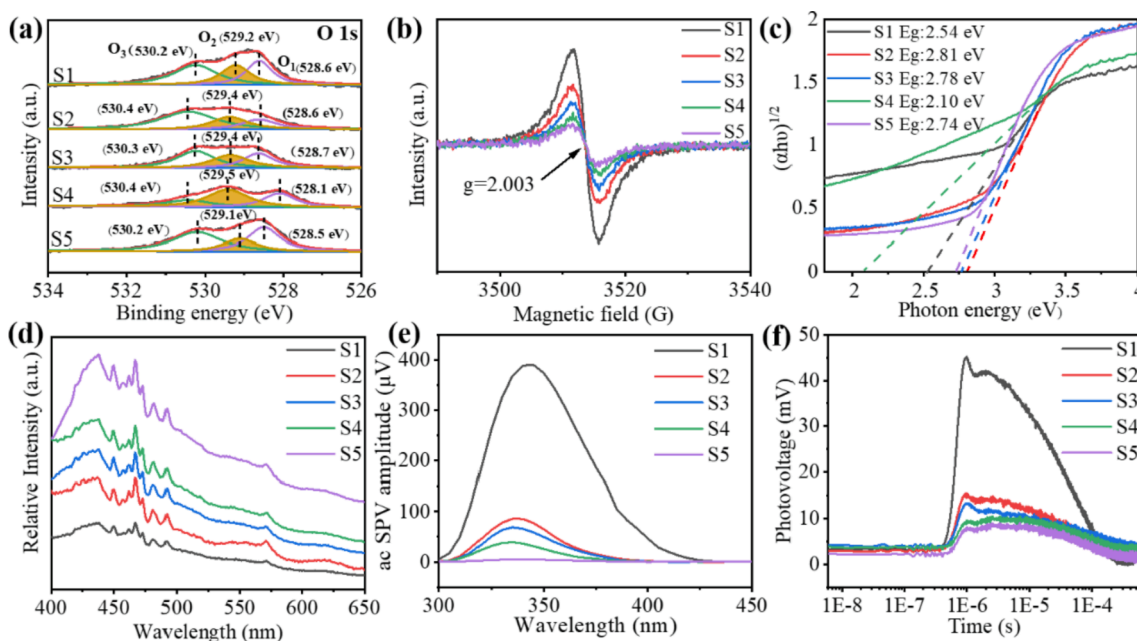 (a)
O 1s
O₃ (530.2 eV)
O₂ (529.2 eV)
O₁ (528.6 eV)
S1
(530.4 eV)
(529.4 eV)
(528.6 eV)
S2
(530.3 eV)
(529.4 eV)
(528.7 eV)
S3
(530.4 eV)
(529.5 eV)
(528.1 eV)
S4
(530.2 eV)
(529.1eV)
(528.5 eV)
S5
Intensity (a.u.)
534 532 530 528 526
Binding energy (eV)
(b)
S1
S2
S3
S4
S5
g=2.003
Intensity (a.u.)
3500 3520 3540
Magnetic field (G)
(c)
S1 Eg:2.54 eV
S2 Eg:2.81 eV
S3 Eg:2.78 eV
S4 Eg:2.10 eV
S5 Eg:2.74 eV
(αhυ)^1/2
2
1.5
1
0.5
0
2.0 2.5 3.0 3.5 4.0
Photon energy (eV)
(d)
S1
S2
S3
S4
S5
Relative Intensity (a.u.)
400 450 500 550 600 650
Wavelength (nm)
(e)
S1
S2
S3
S4
S5
ac SPV amplitude (μV)
400
300
200
100
0
300 350 400 450
Wavelength (nm)
(f)
S1
S2
S3
S4
S5
Photovoltage (mV)
50
40
30
20
10
0
1E-8 1E-7 1E-6 1E-5 1E-4
Time (s)